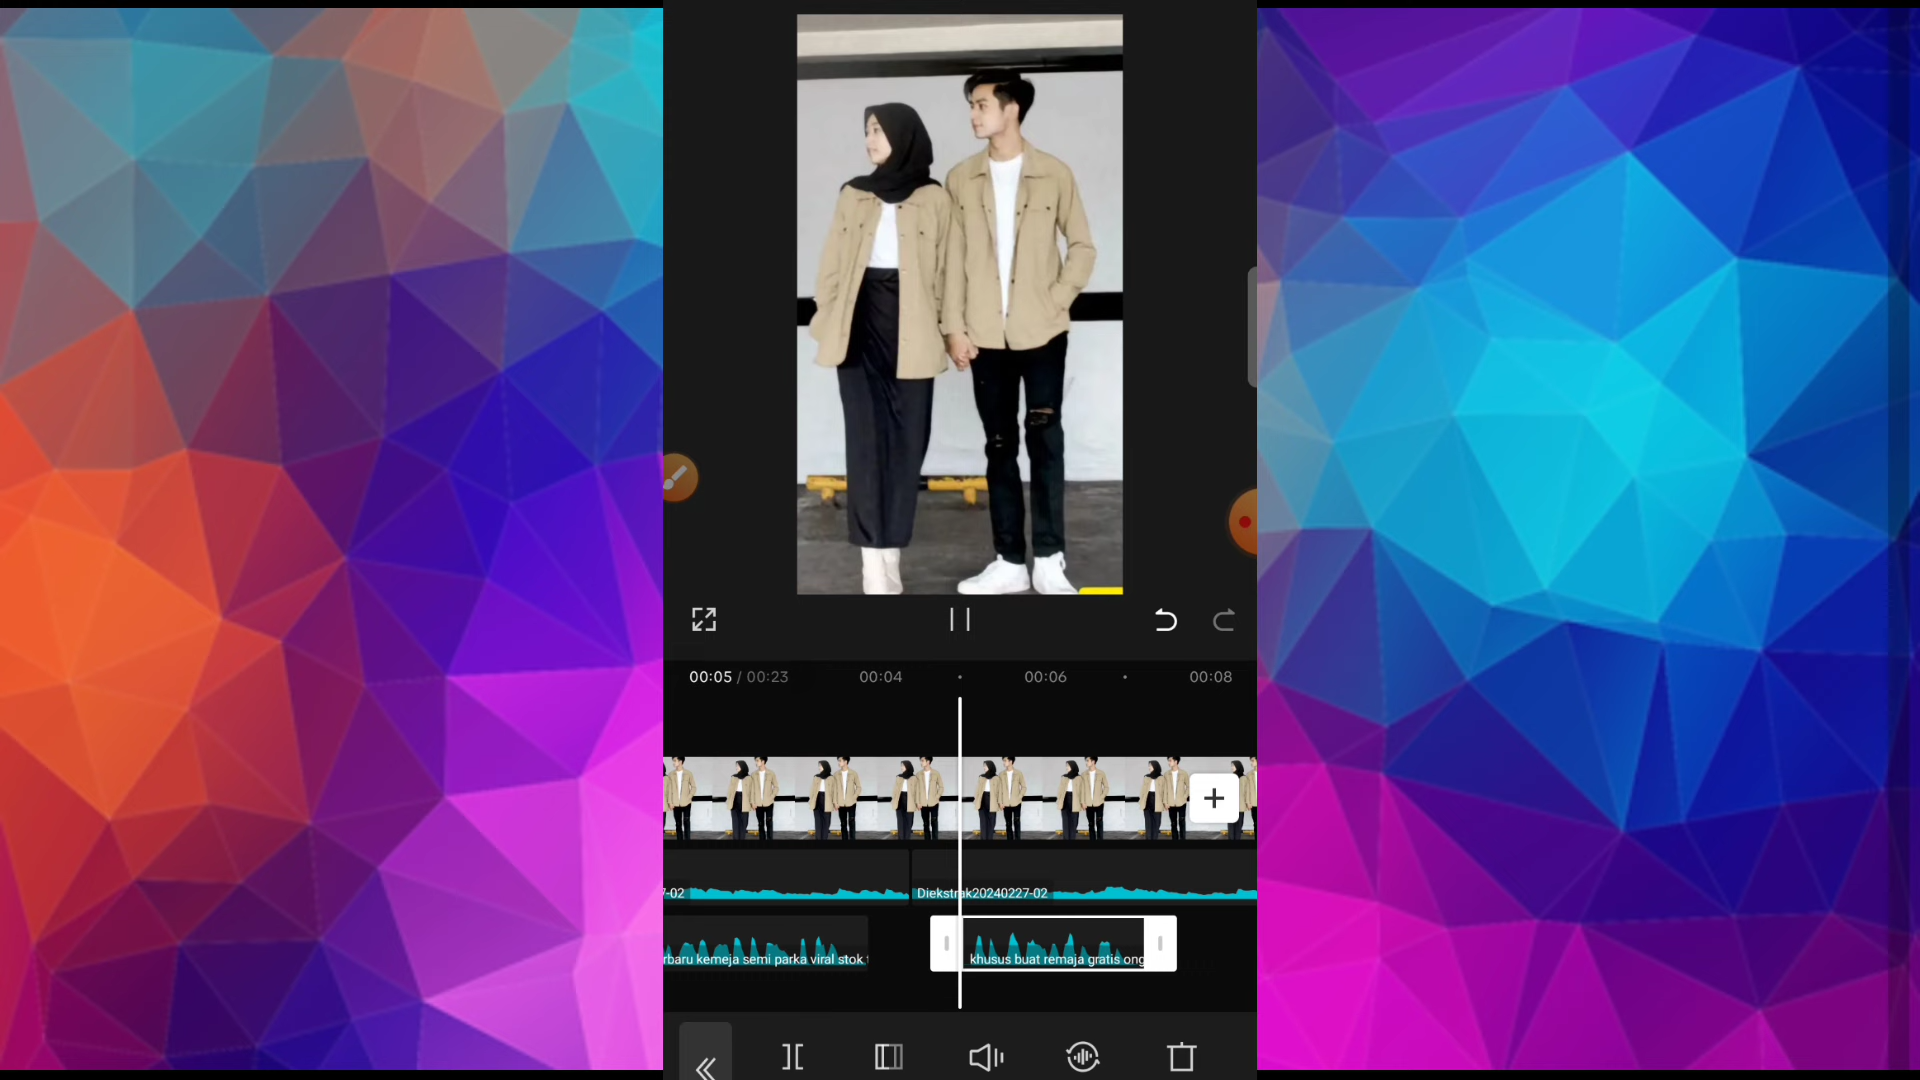 00:05 / 00:23 00:04 00:06 00:08
7-02 Diekstrak20240227-02
rbaru kemeja semi parka viral stok khusus buat remaja gratis ong